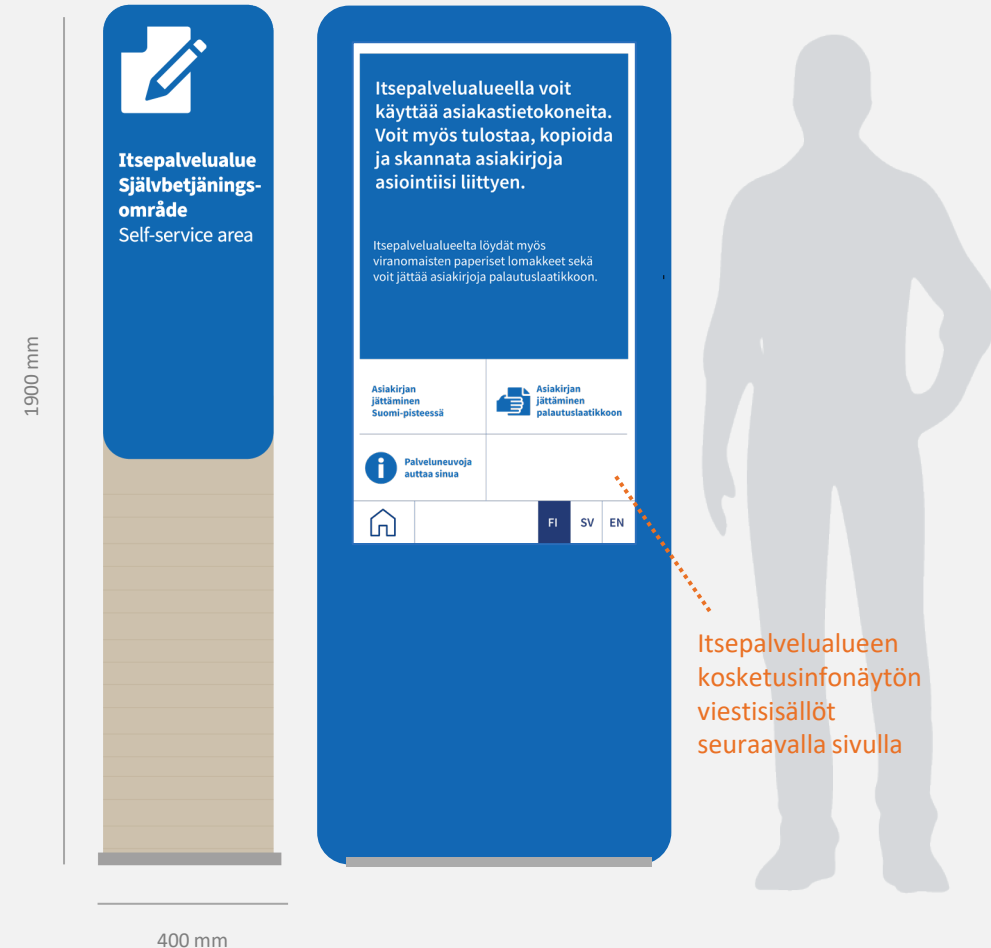 1900 mm
Itsepalvelualue
Självbetjänings-
område
Self-service area
400 mm
Itsepalvelualueella voit
käyttää asiakastietokoneita.
Voit myös tulostaa, kopioida
ja skannata asiakirjoja
asiointiisi liittyen.
Itsepalvelualueelta löydät myös
viranomaisten paperiset lomakkeet sekä
voit jättää asiakirjoja palautuslaatikkoon.
Asiakirjan
jättäminen
Suomi-pisteessä
Asiakirjan
jättäminen
palautuslaatikkoon
Palveluneuvoja
auttaa sinua
FI SV EN
Itsepalvelualueen
kosketusinfonäytön
viestisisällöt
seuraavalla sivulla